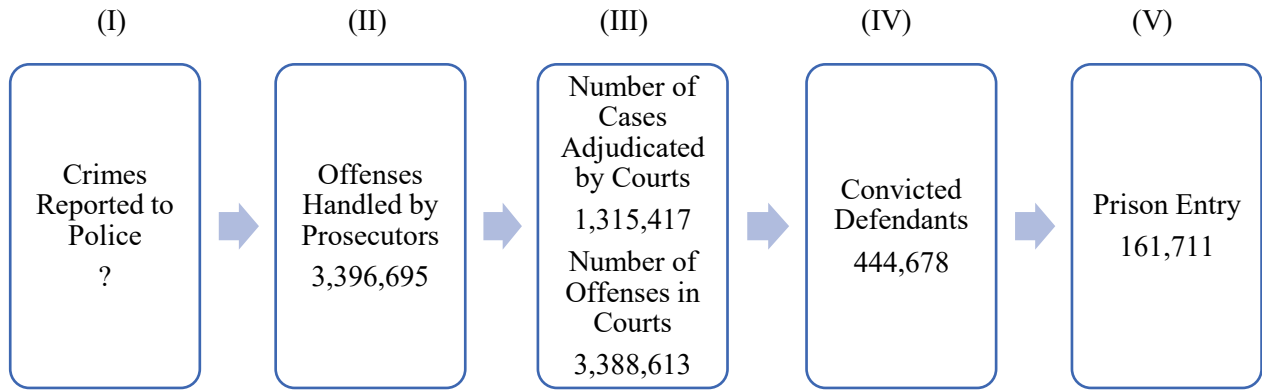 (I)
(II)
(III)
(IV)
(V)
Crimes
Reported to
Police
?
Offenses
Handled by
Prosecutors
3,396,695
Number of
Cases
Adjudicated
by Courts
1,315,417
Number of
Offenses in
Courts
3,388,613
Convicted
Defendants
444,678
Prison Entry
161,711